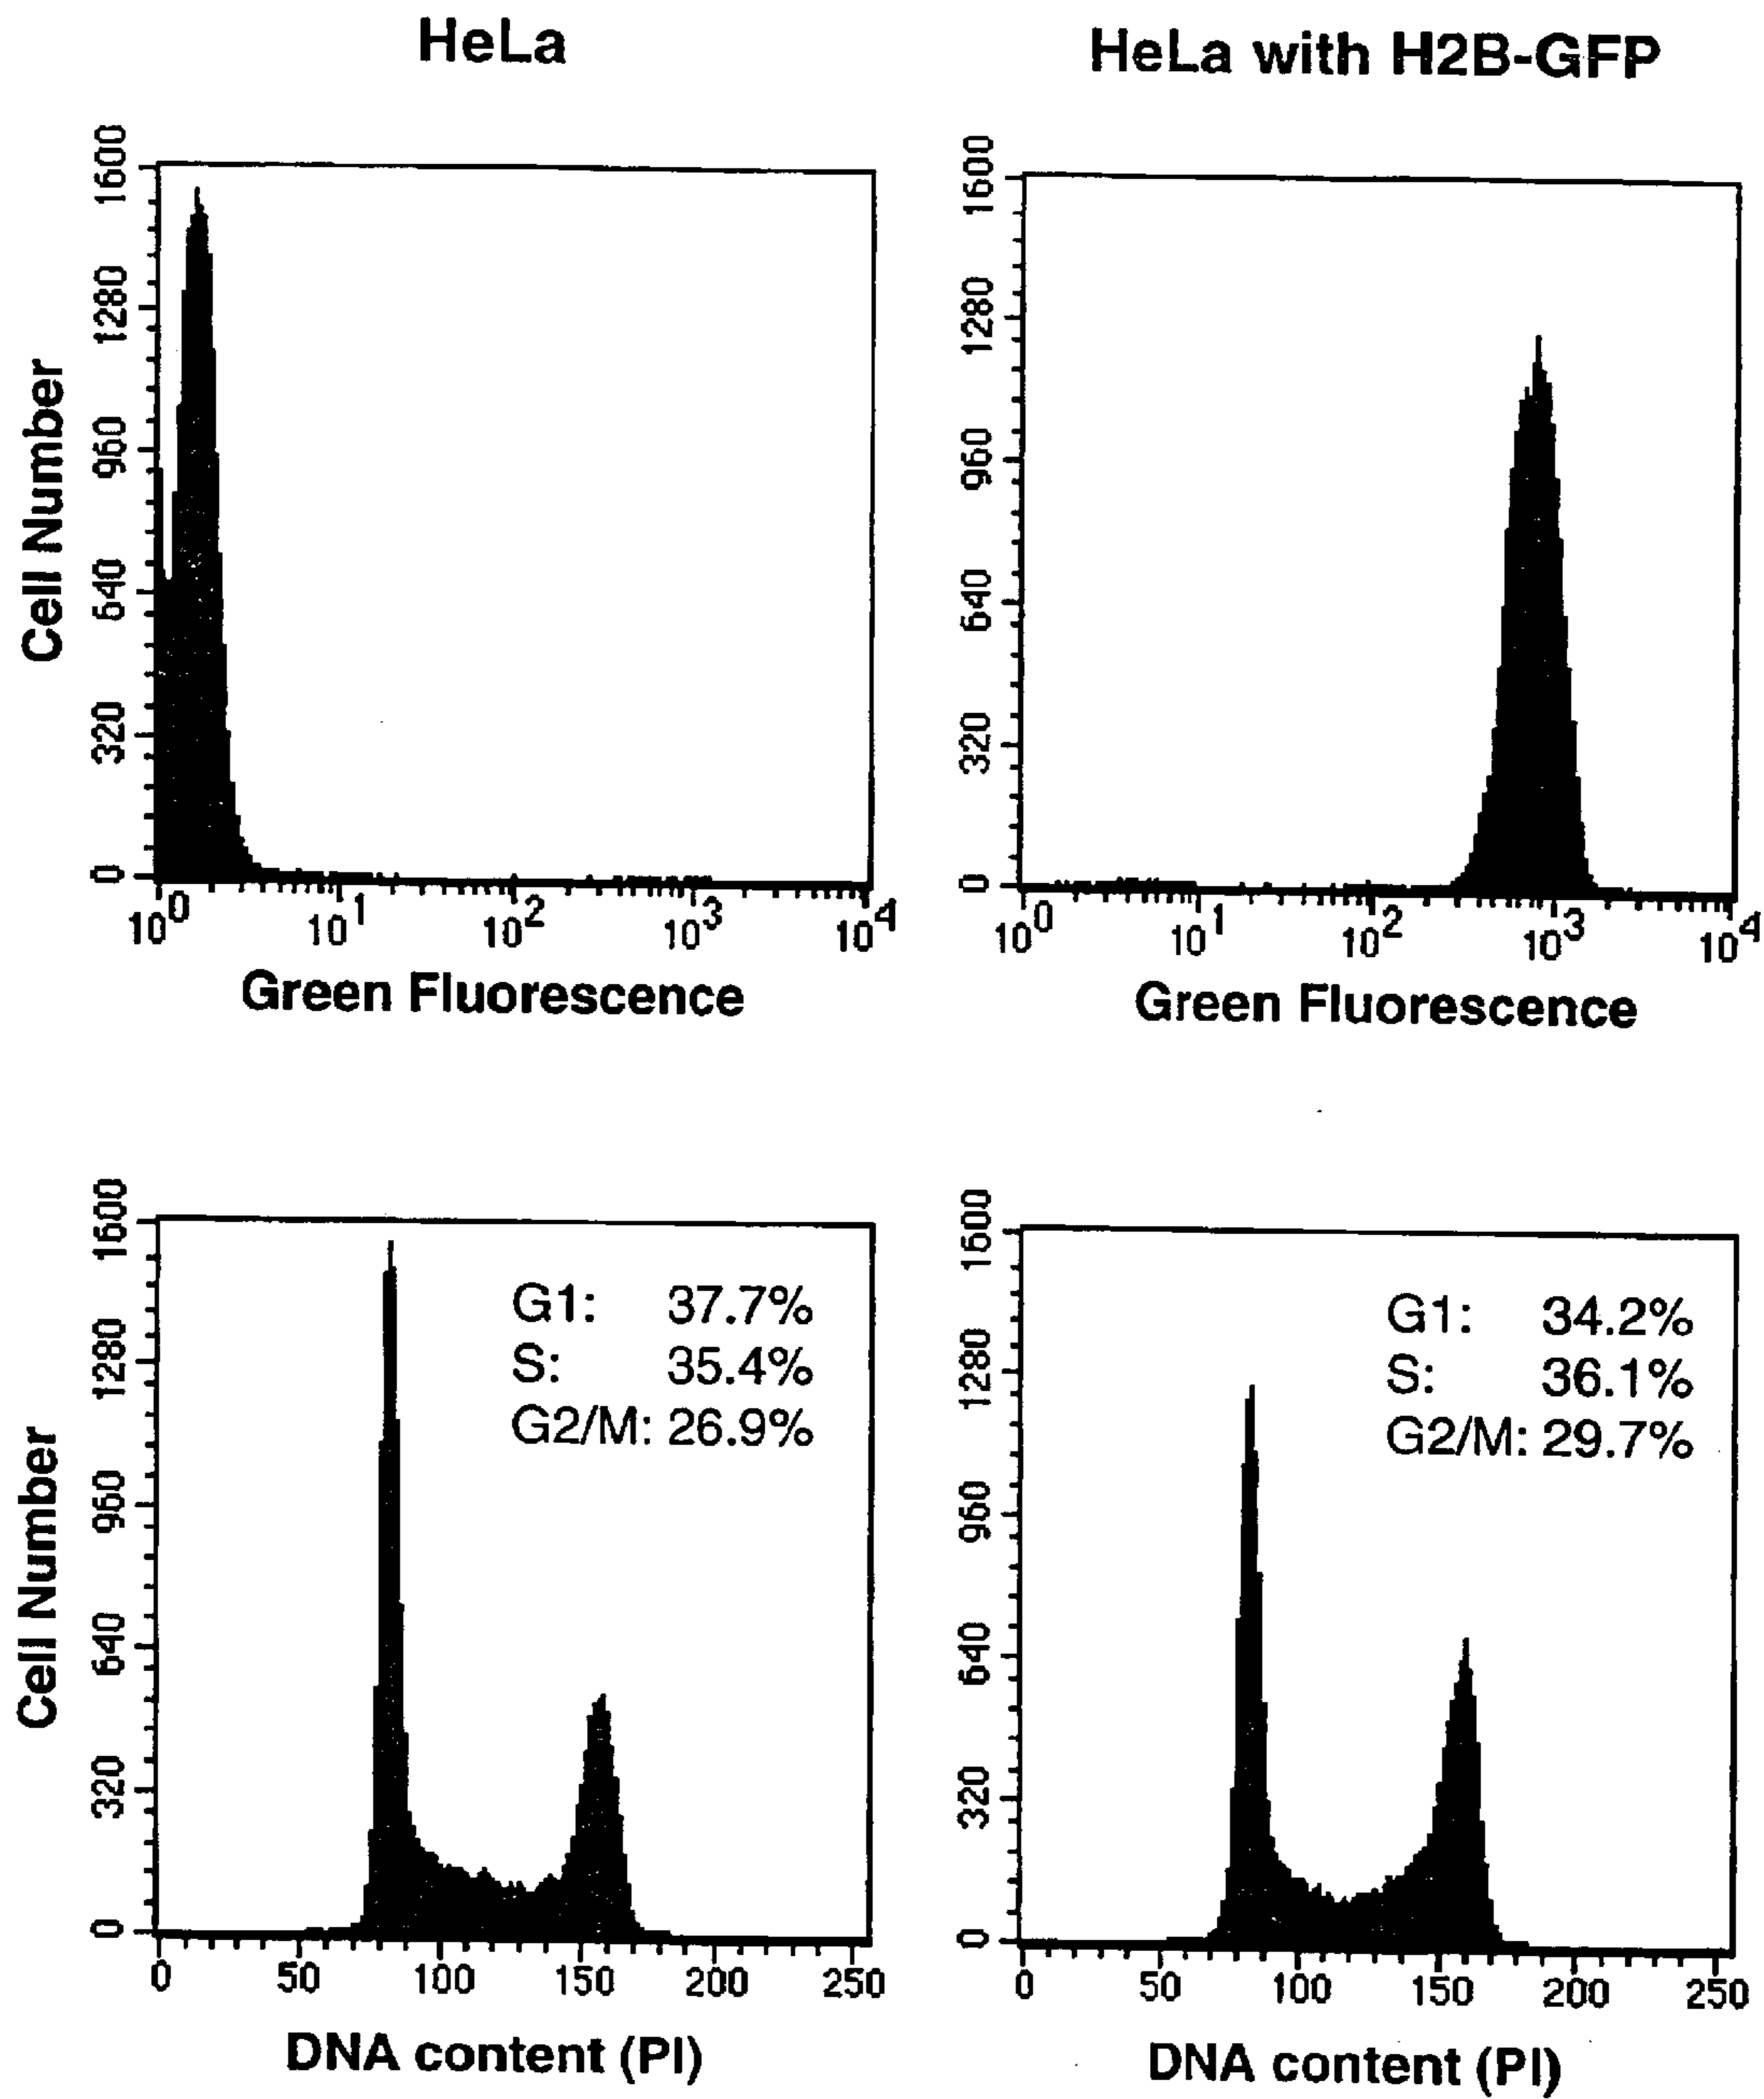 HeLa
HeLa with H2B-GFP
Cell Number
1600
1280
960
640
320
0
10^0 10^1 10^2 10^3 10^4
Green Fluorescence
1600
1280
960
640
320
0
10^0 10^1 10^2 10^3 10^4
Green Fluorescence
Cell Number
1600
1280
960
640
320
0
G1: 37.7%
S: 35.4%
G2/M: 26.9%
0 50 100 150 200 250
DNA content (PI)
1600
1280
960
640
320
0
G1: 34.2%
S: 36.1%
G2/M: 29.7%
0 50 100 150 200 250
DNA content (PI)